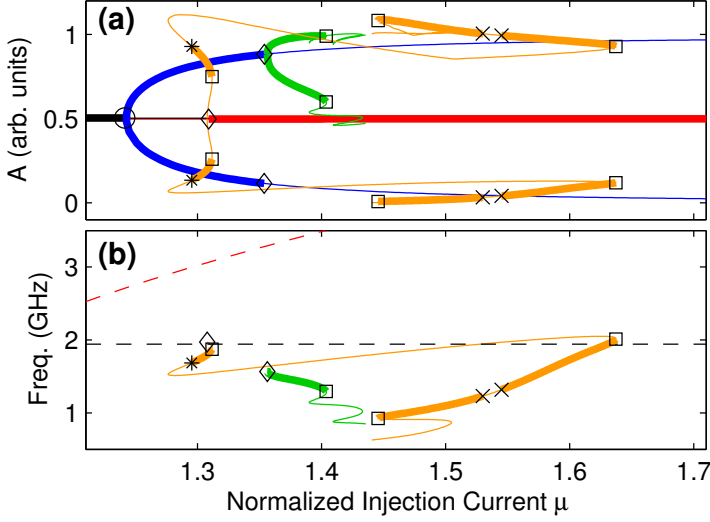 (a)
A (arb. units)
1
0.5
0
(b)
Freq. (GHz)
3
2
1
1.3 1.4 1.5 1.6 1.7
Normalized Injection Current μ